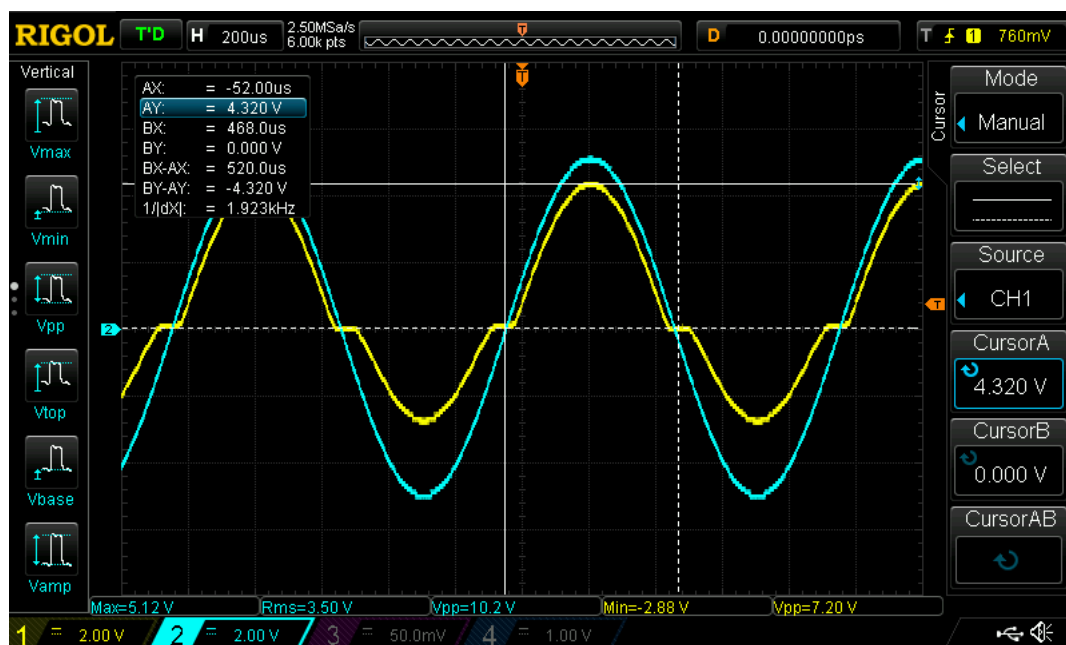 RIGOL T'D H 200us 2.50MSa/s 6.00k pts T D 0.00000000ps T 1 760mV
Vertical
Vmax
Vmin
Vpp
Vtop
Vbase
Vamp
AX: = -52.00us
AY: = 4.320 V
BX: = 468.0us
BY: = 0.000 V
BX-AX: = 520.0us
BY-AY: = -4.320 V
1/|dX|: = 1.923kHz
T
2
T
Cursor
Mode
Manual
Select
Source
CH1
CursorA
4.320 V
CursorB
0.000 V
CursorAB
Max=5.12 V Rms=3.50 V Vpp=10.2 V Min=-2.88 V Vpp=7.20 V
1 = 2.00 V 2 = 2.00 V 3 = 50.0mV 4 = 1.00 V